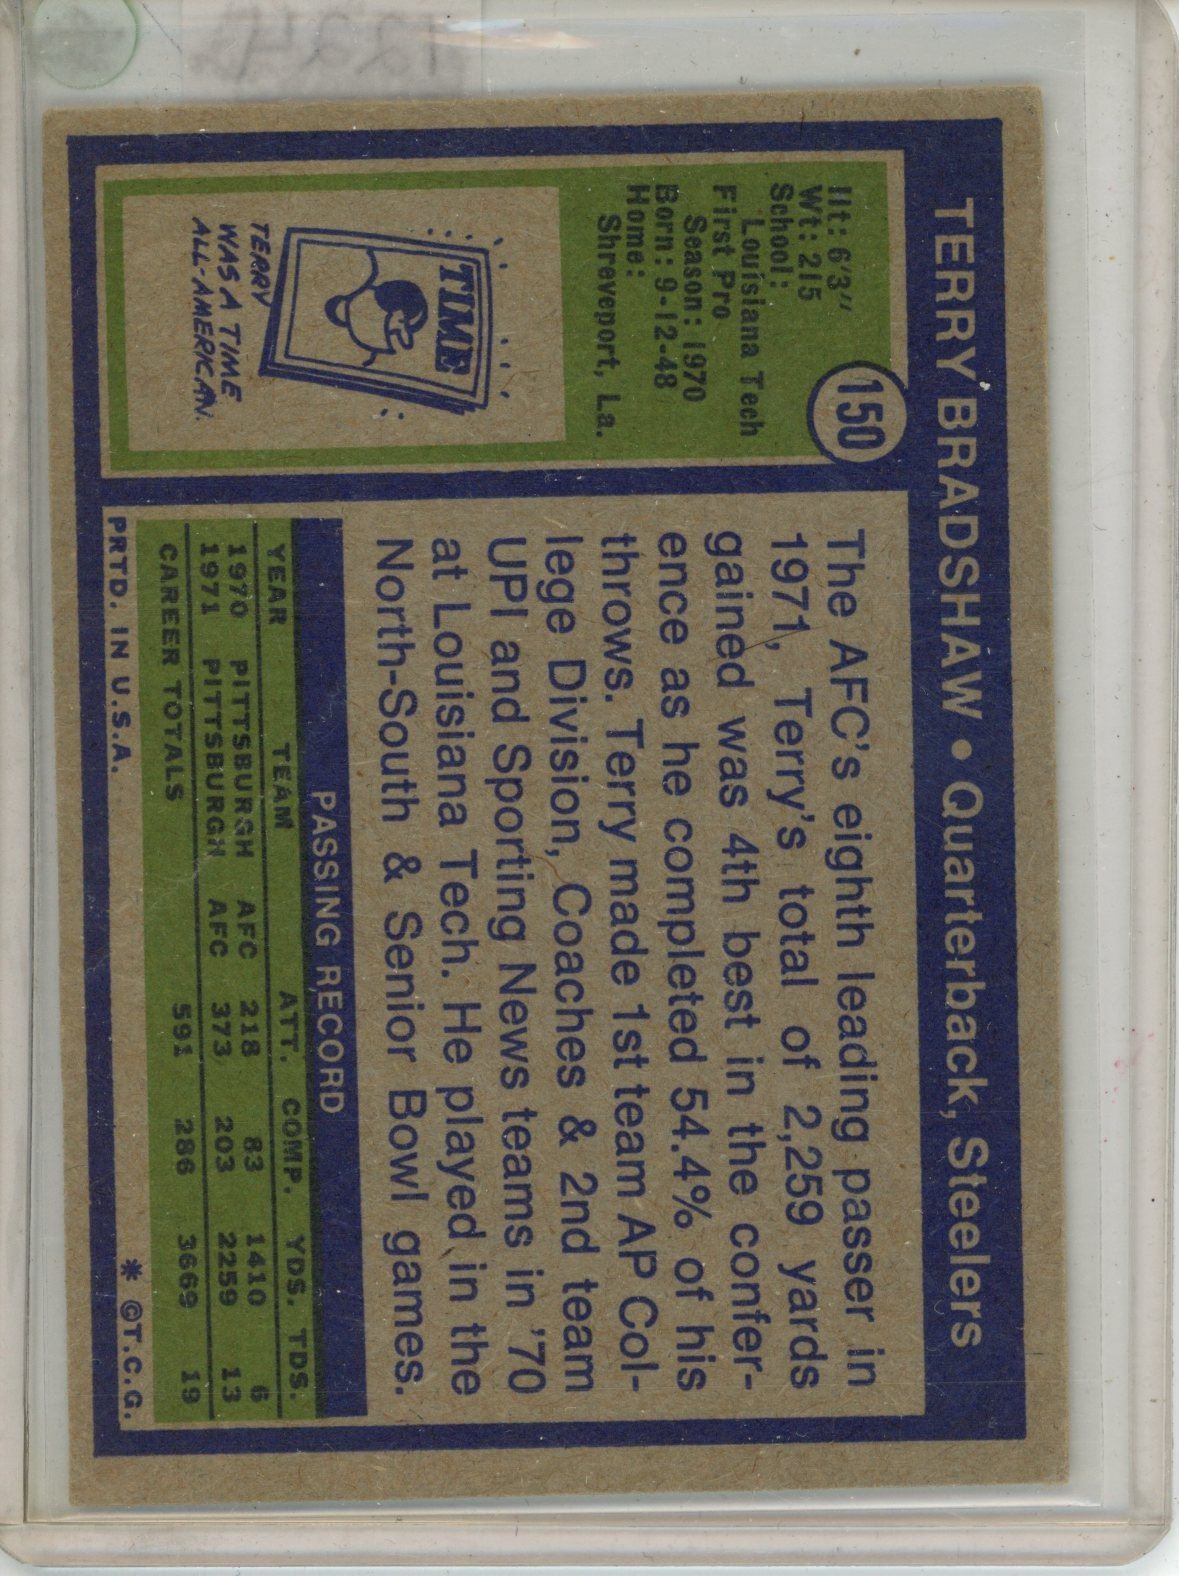 TERRY BRADSHAW • Quarterback, Steelers
150
Ht: 6'3"
Wt: 215
School:
Louisiana Tech
First Pro
Season: 1970
Born: 9-12-48
Home:
Shreveport, La.
TIME
TERRY
WAS A TIME
ALL-AMERICAN.
The AFC's eighth leading passer in
1971, Terry's total of 2,259 yards
gained was 4th best in the confer-
ence as he completed 54.4% of his
throws. Terry made 1st team AP Col-
lege Division, Coaches & 2nd team
UPI and Sporting News teams in '70
at Louisiana Tech. He played in the
North-South & Senior Bowl games.
PASSING RECORD
YEAR TEAM ATT. COMP. YDS. TDS.
1970 PITTSBURGH AFC 218 83 1410 6
1971 PITTSBURGH AFC 373 203 2259 13
CAREER TOTALS 591 286 3669 19
PRTD. IN U.S.A. * ©T.C.G.